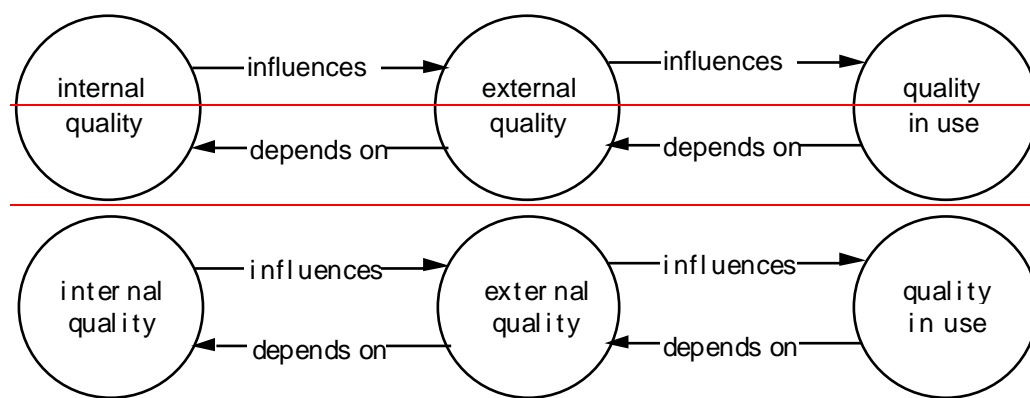 internal quality
influences
depends on
external quality
influences
depends on
quality in use
internal quality
influences
depends on
external quality
influences
depends on
quality in use